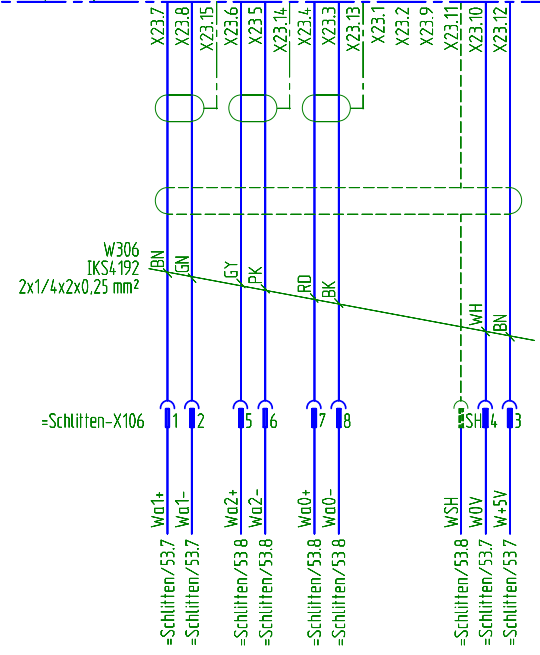 X23.7
X23.8
X23.15
X23.6
X23.5
X23.14
X23.4
X23.3
X23.13
X23.1
X23.2
X23.9
X23.11
X23.10
X23.12
W306
IKS4192
2x1/4x2x0,25 mm²
BN
GN
GY
PK
RD
BK
WH
BN
=Schlitten-X106
1
2
5
6
7
8
SH
4
3
Wa1+
Wa1-
Wa2+
Wa2-
Wa0+
Wa0-
WSH
W0V
W+5V
=Schlitten/53.7
=Schlitten/53.7
=Schlitten/53.8
=Schlitten/53.8
=Schlitten/53.8
=Schlitten/53.8
=Schlitten/53.8
=Schlitten/53.7
=Schlitten/53.7